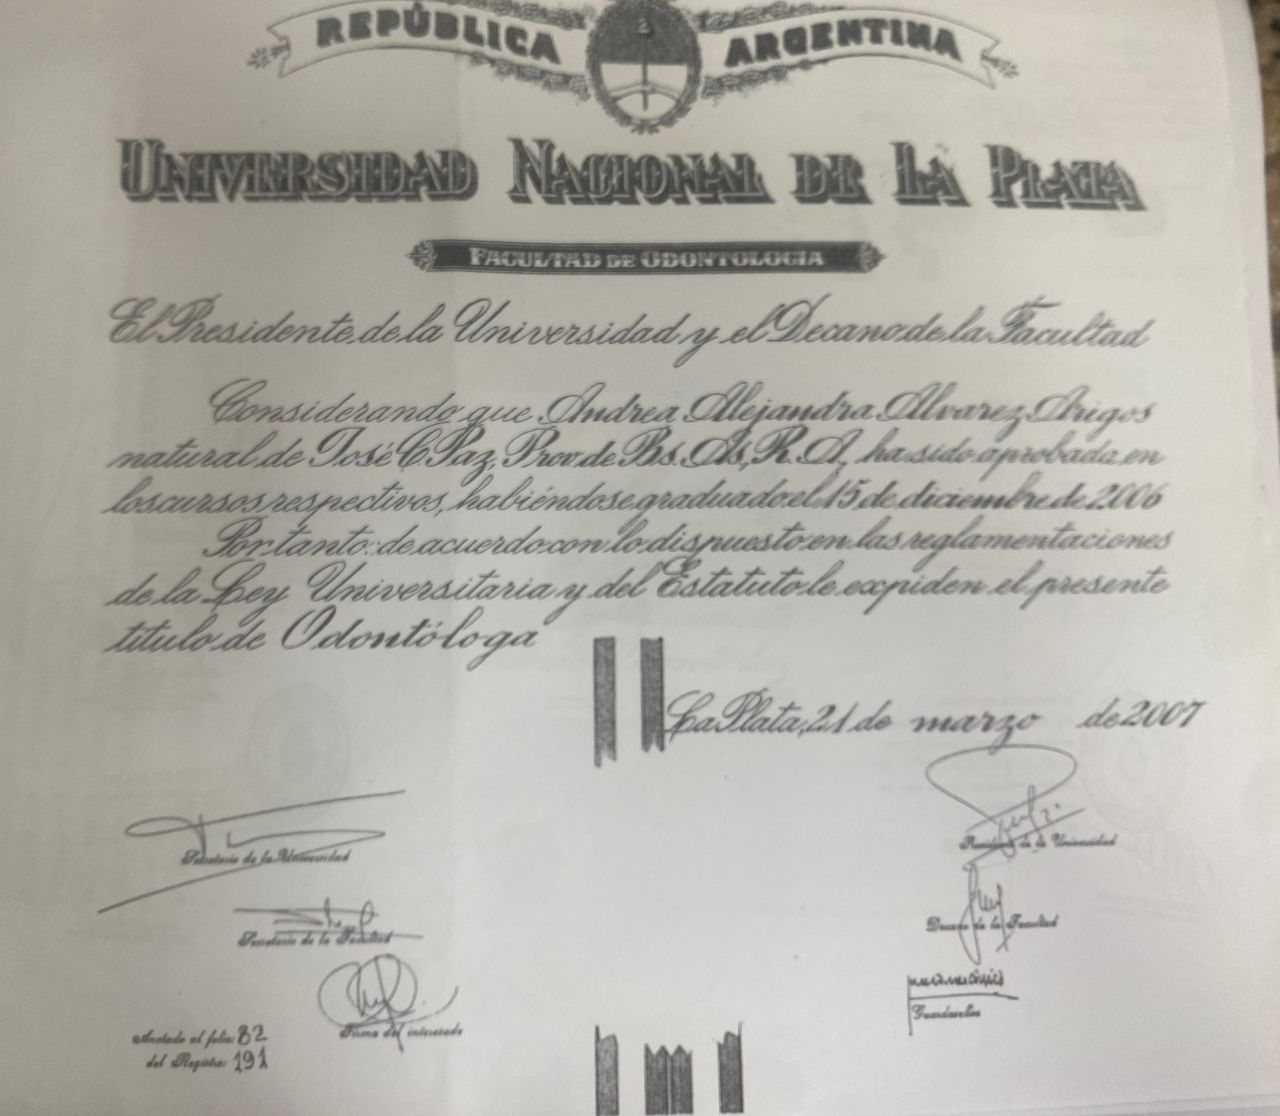 REPÚBLICA ARGENTINA
UNIVERSIDAD NACIONAL DE LA PLATA
FACULTAD DE ODONTOLOGIA
El Presidente de la Universidad y el Decano de la Facultad
Considerando que Andrea Alejandra Alvarez Arigos
natural de José C. Paz, Prov. de Bs. As., R. A., ha sido aprobada en
los cursos respectivos, habiéndose graduado el 15 de diciembre de 2006
Por tanto: de acuerdo con lo dispuesto en las reglamentaciones
de la Ley Universitaria y del Estatuto le expiden el presente
título de Odontóloga
La Plata, 21 de marzo de 2007
Secretario de la Universidad
Presidente de la Universidad
Secretario de la Facultad
Decano de la Facultad
Firma del interesado
Guardasellos
Anotado al folio: 82
del Registro: 191